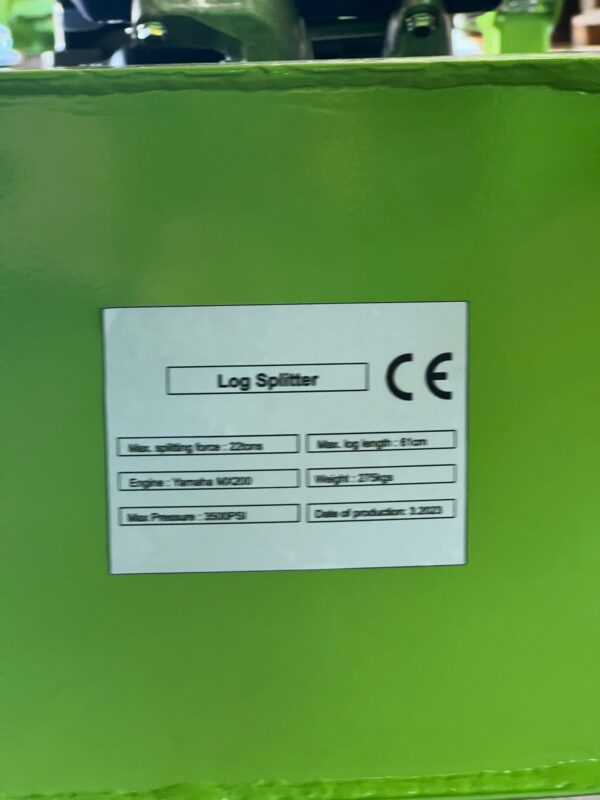 Log Splitter CE
Max. splitting force : 22tons
Max. log length : 61cm
Engine : Yamaha MX200
Weight : 275kgs
Max Pressure : 3500PSI
Date of production: 3.2023